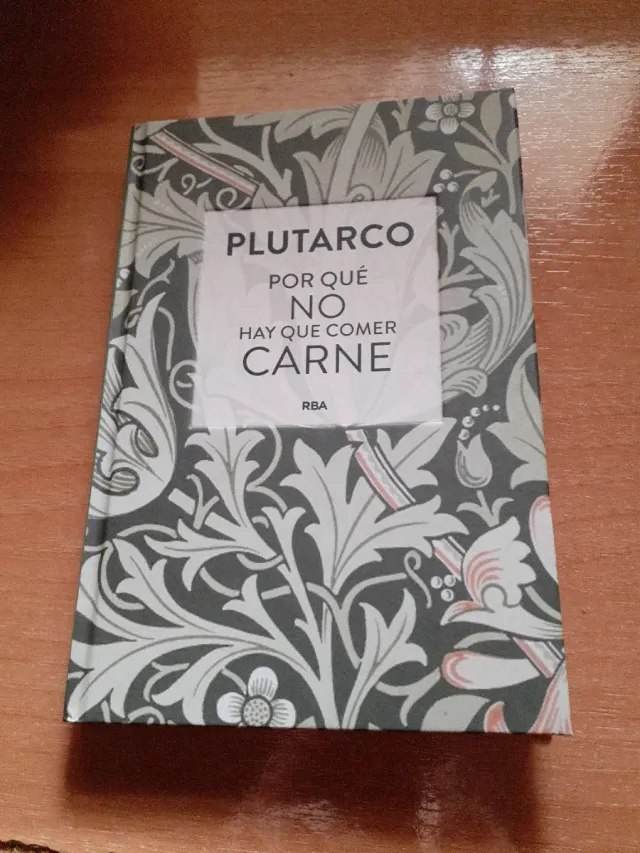 PLUTARCO
POR QUÉ
NO
HAY QUE COMER
CARNE
RBA